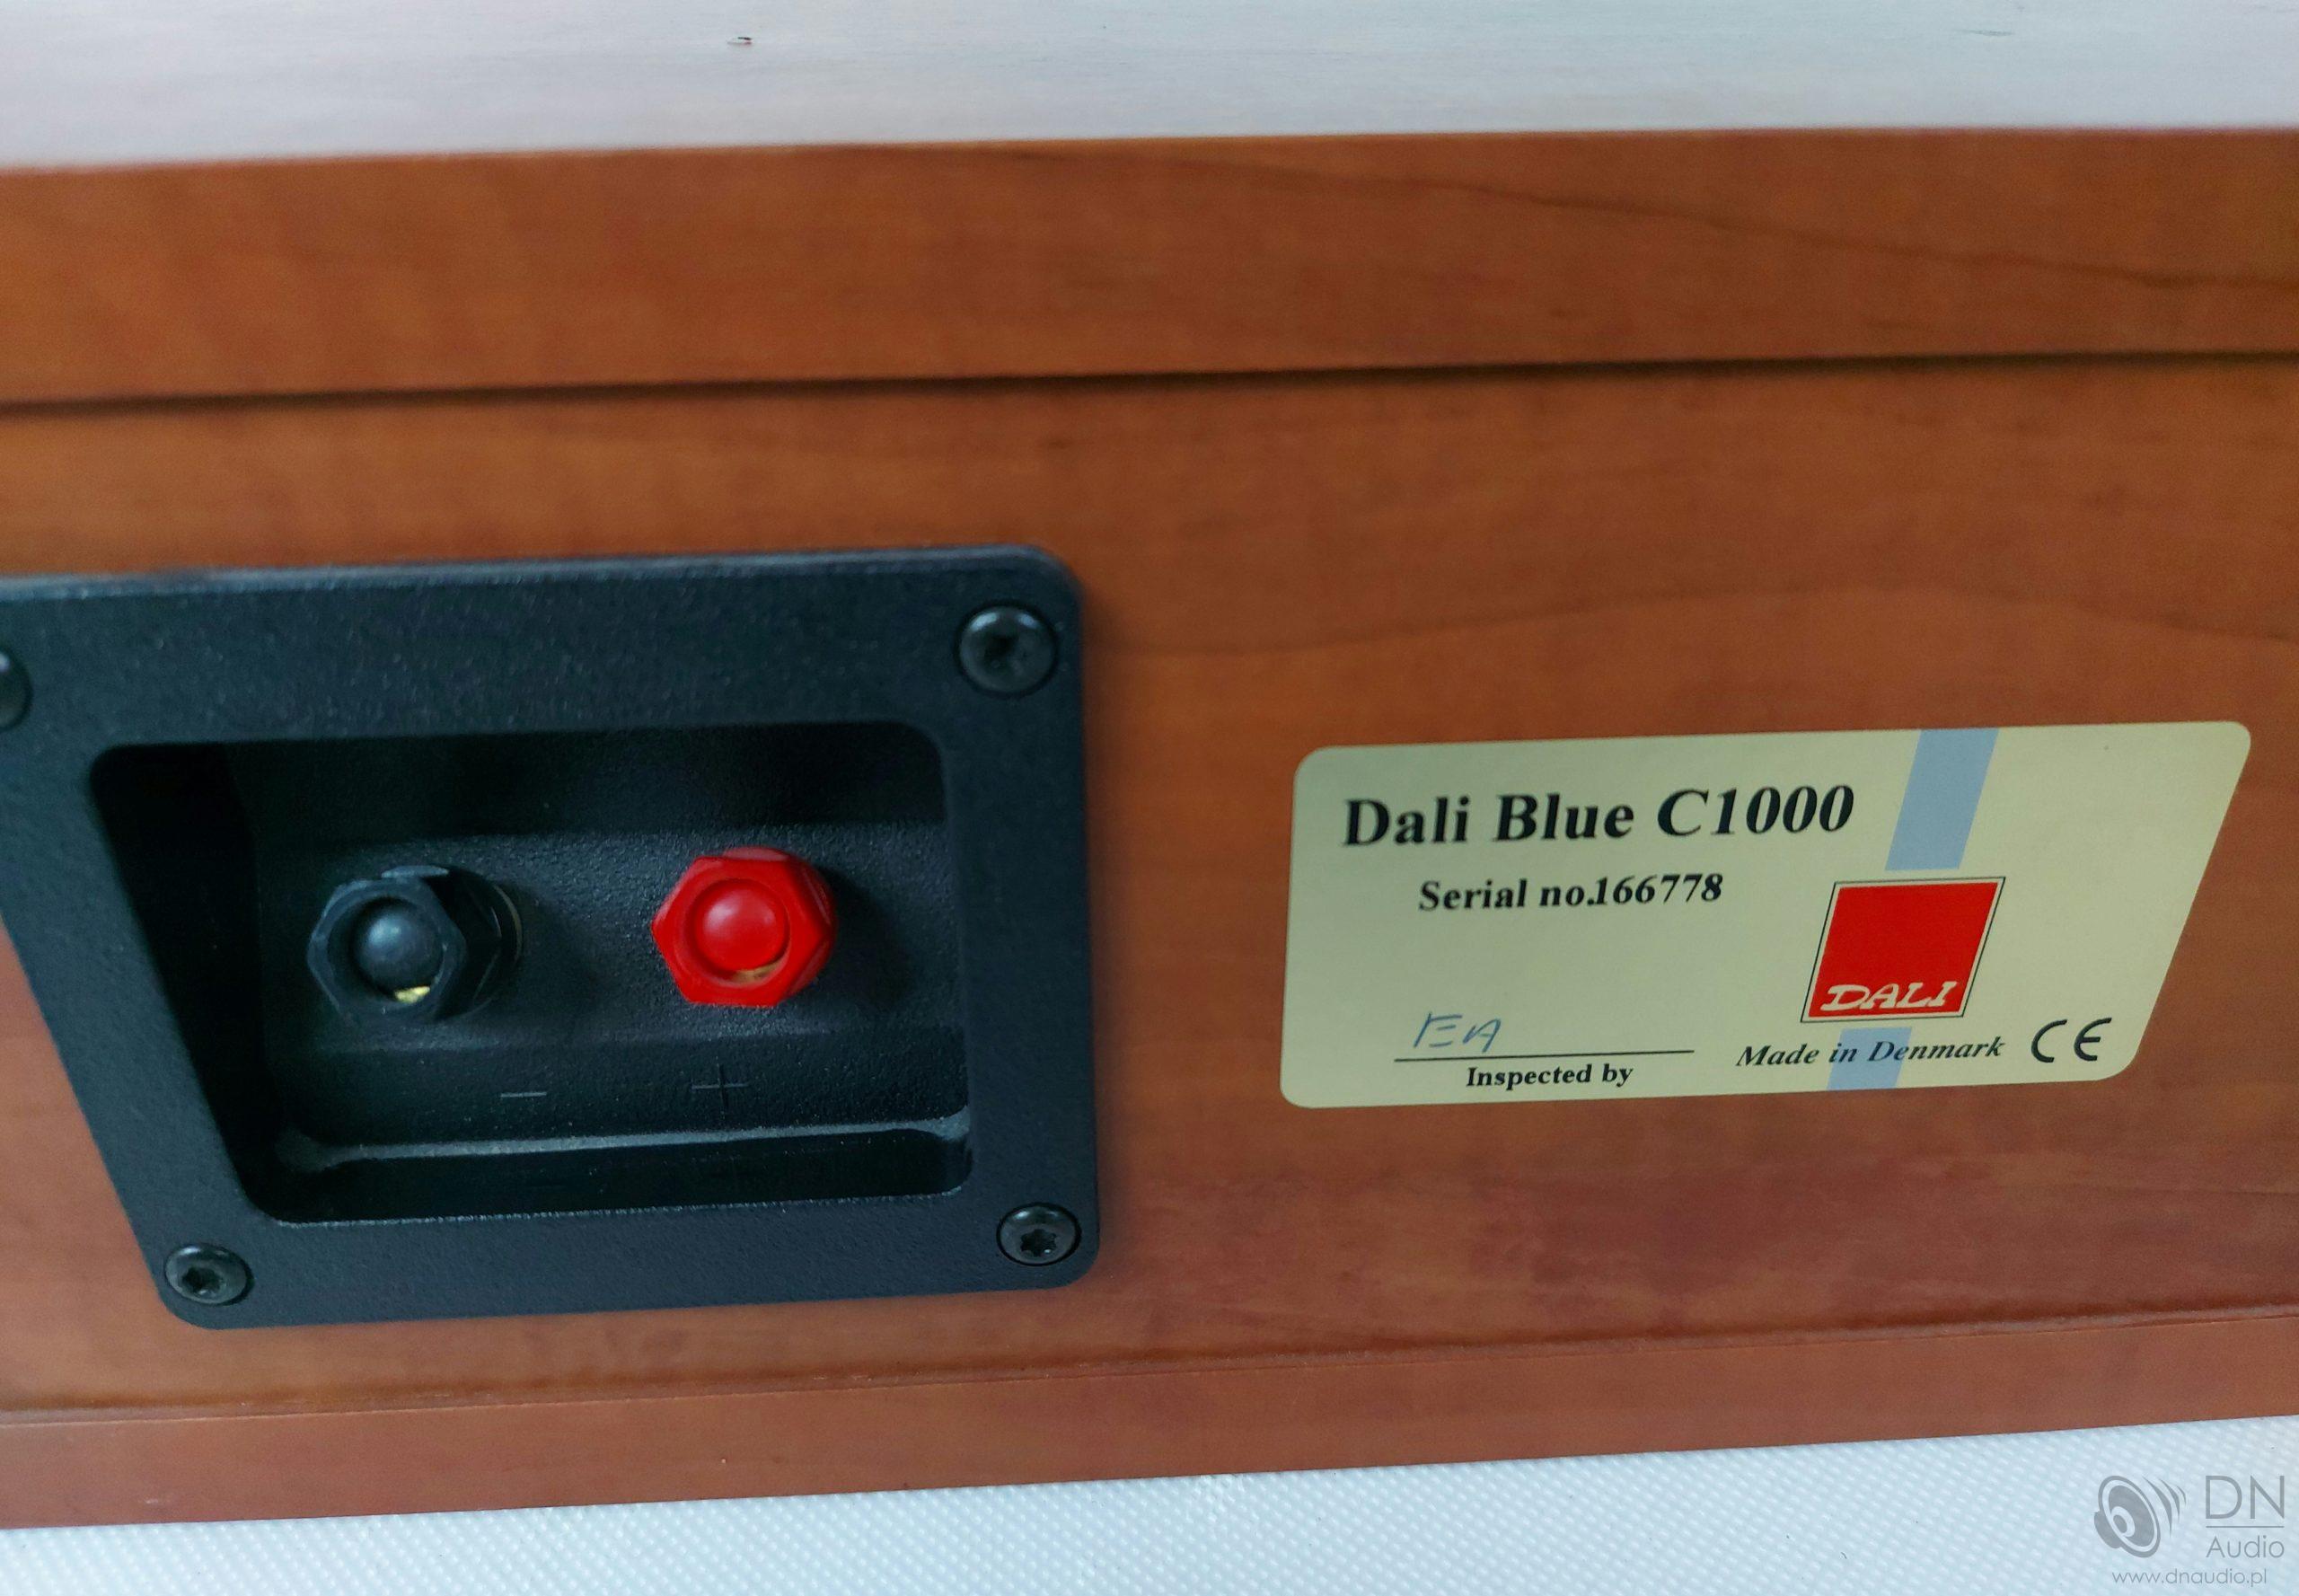 Dali Blue C1000
Serial no.166778
DALI
EA
Inspected by
Made in Denmark CE
- +
DN
Audio
www.dnaudio.pl